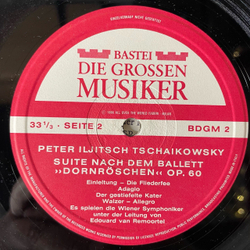 BASTEI
DIE GROSSEN
MUSIKER
33 1/3 · SEITE 2
BDGM 2
PETER ILJITSCH TSCHAIKOWSKY
SUITE NACH DEM BALLETT
»DORNRÖSCHEN« OP. 60
Einleitung – Die Fliederfee
Adagio
Der gestiefelte Kater
Walzer – Allegro
Es spielen die Wiener Symphoniker
unter der Leitung von
Edouard van Remoortel